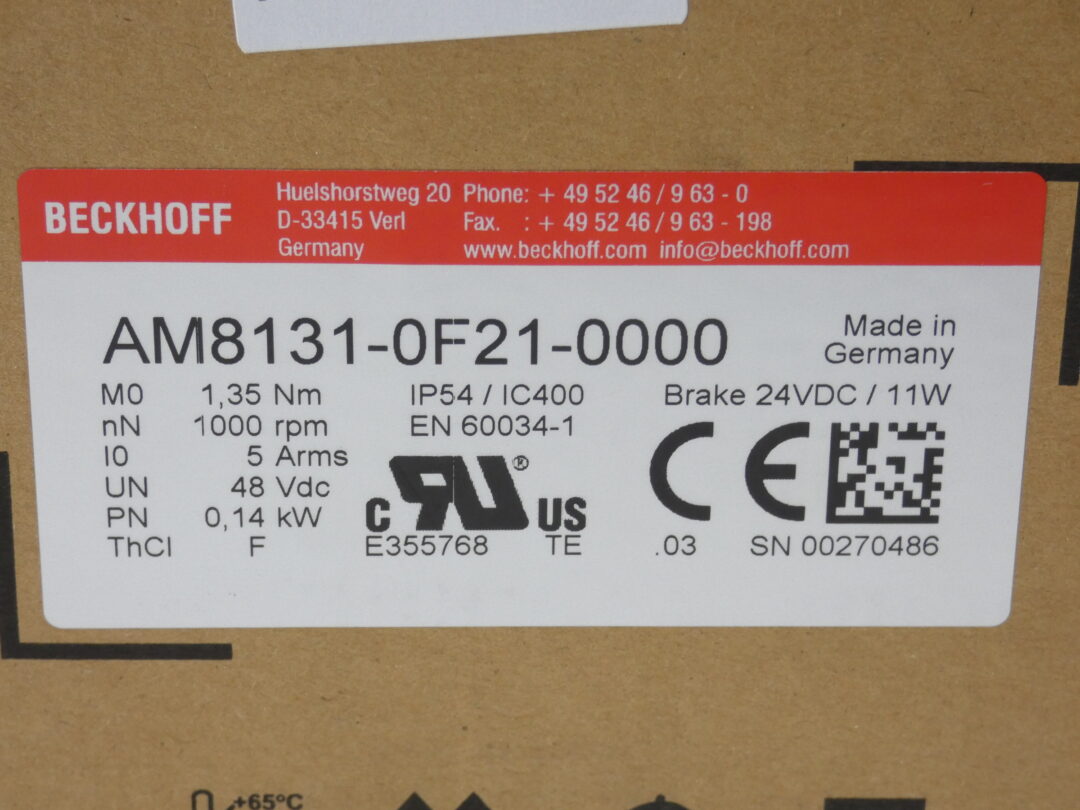 BECKHOFF
Huelshorstweg 20 Phone: + 49 52 46 / 9 63 - 0
D-33415 Verl Fax. : + 49 52 46 / 9 63 - 198
Germany www.beckhoff.com info@beckhoff.com
AM8131-0F21-0000
Made in
Germany
M0 1,35 Nm IP54 / IC400 Brake 24VDC / 11W
nN 1000 rpm EN 60034-1
I0 5 Arms
UN 48 Vdc
PN 0,14 kW
C RU® US
CE
ThCl F E355768 TE .03 SN 00270486
+65°C